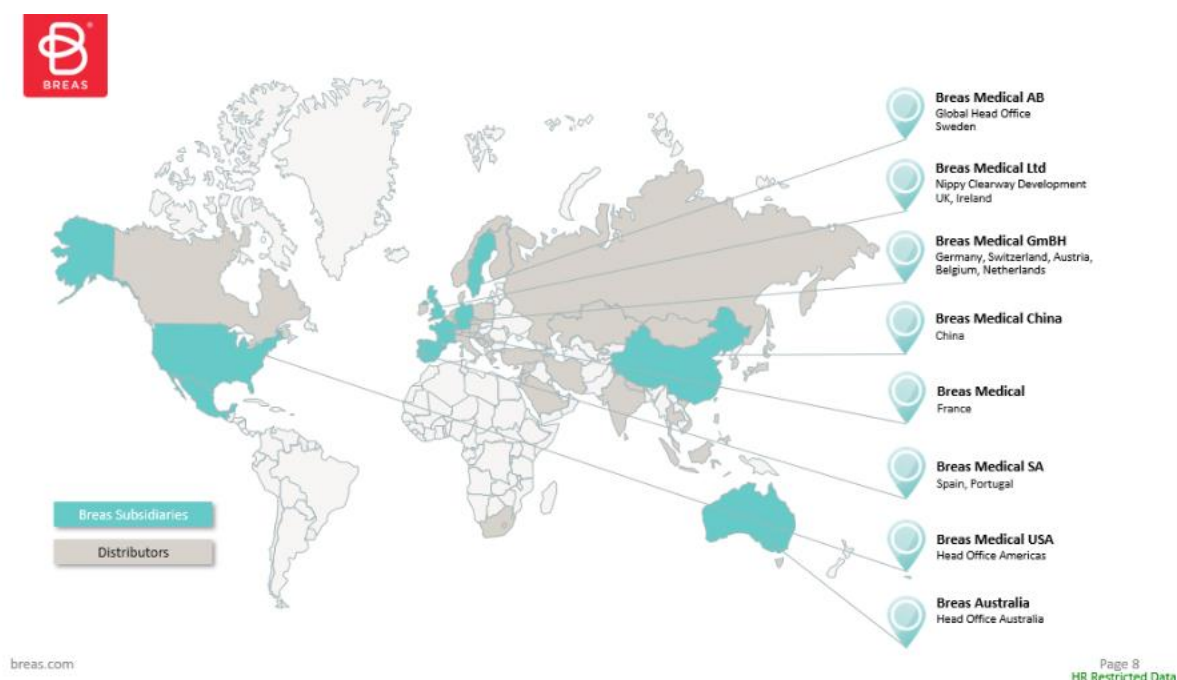 BREAS
Breas Medical AB
Global Head Office
Sweden
Breas Medical Ltd
Nippy Clearway Development
UK, Ireland
Breas Medical GmBH
Germany, Switzerland, Austria,
Belgium, Netherlands
Breas Medical China
China
Breas Medical
France
Breas Medical SA
Spain, Portugal
Breas Medical USA
Head Office Americas
Breas Australia
Head Office Australia
Breas Subsidiaries
Distributors
breas.com
Page 8
HR Restricted Data